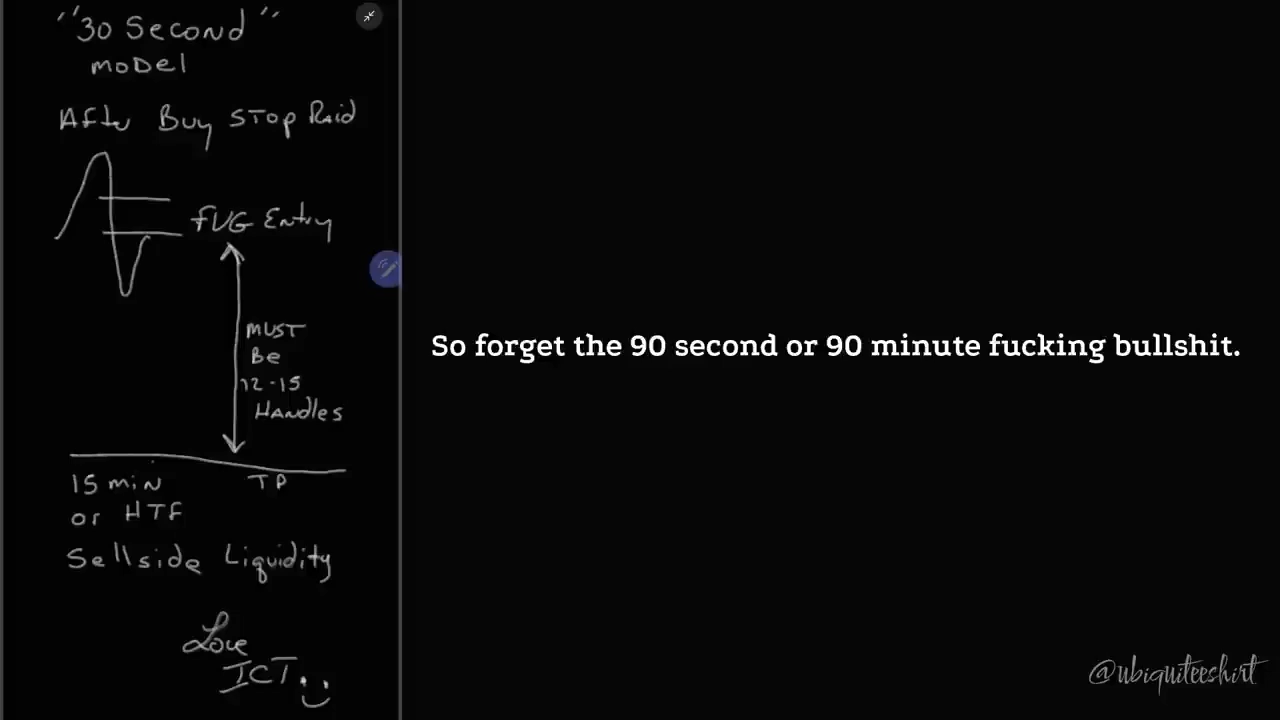 "30 Second"
MODel
After Buy STop Raid
FVG Entry
MUST
Be
12-15
HANdles
15 min
TP
or HTF
Sellside Liquidity
Love
ICT
So forget the 90 second or 90 minute fucking bullshit.
@ubiquiteeshirt